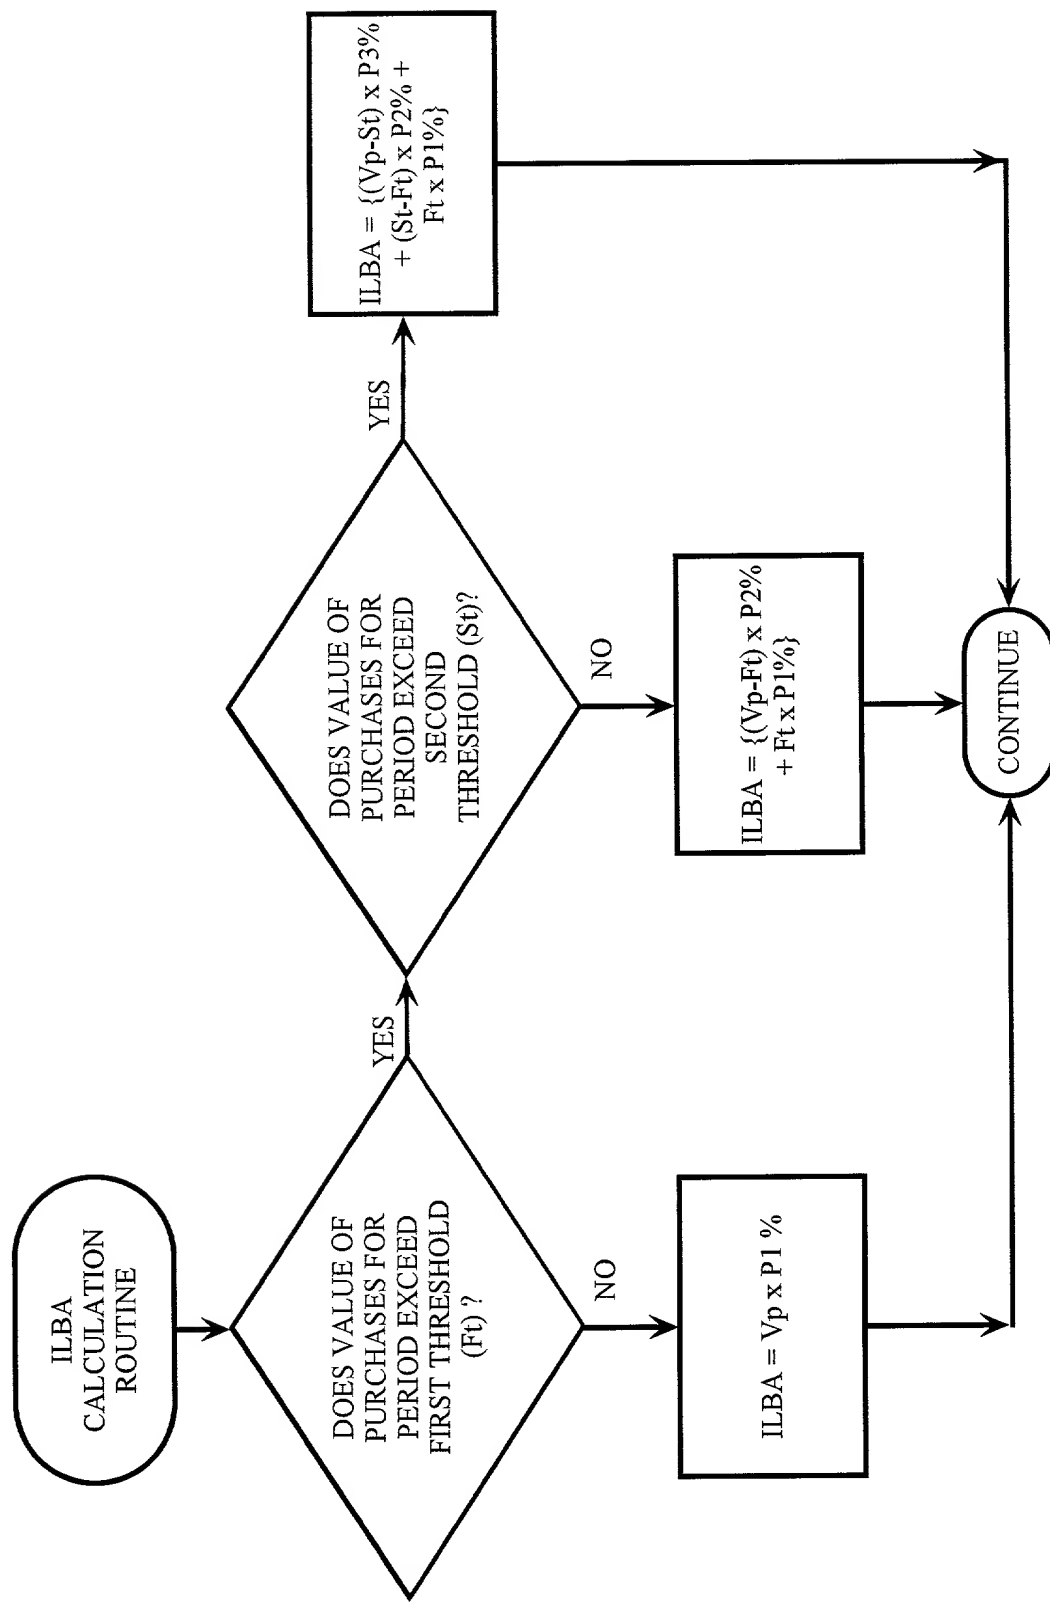 ILBA
CALCULATION
ROUTINE
DOES VALUE OF
PURCHASES FOR
PERIOD EXCEED
FIRST THRESHOLD
(Ft) ?
YES
NO
ILBA = Vp x P1 %
DOES VALUE OF
PURCHASES FOR
PERIOD EXCEED
SECOND
THRESHOLD (St)?
YES
NO
ILBA = {(Vp-Ft) x P2%
+ Ft x P1%}
ILBA = {(Vp-St) x P3%
+ (St-Ft) x P2% +
Ft x P1%}
CONTINUE